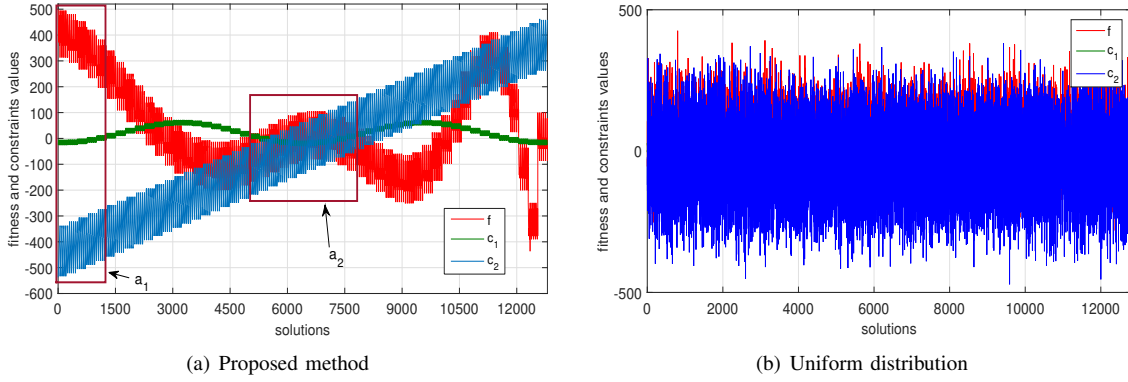 500
400
300
200
100
0
-100
-200
-300
-400
-500
-600
0 1500 3000 4500 6000 7500 9000 10500 12000
fitness and constraints values
solutions
a1
a2
f
c1
c2
(a) Proposed method
500
0
-500
0 2000 4000 6000 8000 10000 12000
fitness and constraints values
solutions
f
c1
c2
(b) Uniform distribution